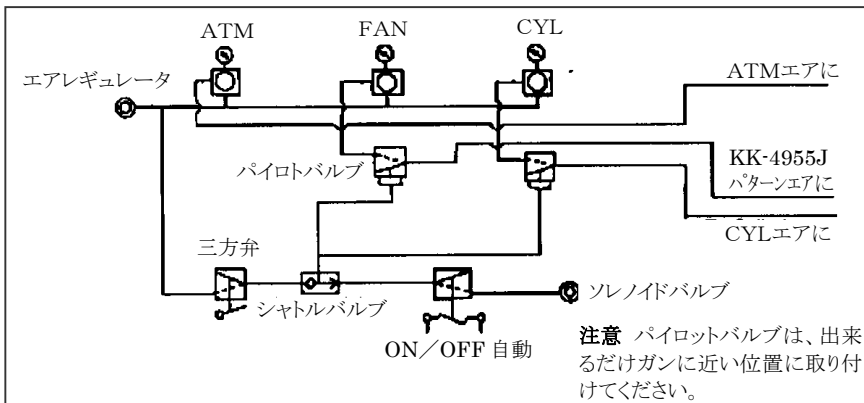 ATM
FAN
CYL
エアレギュレータ
ATMエアに
パイロトバルブ
KK-4955J
パターンエアに
CYLエアに
三方弁
シャトルバルブ
ソレノイドバルブ
ON／OFF 自動
注意 パイロットバルブは、出来
るだけガンに近い位置に取り付
けてください。